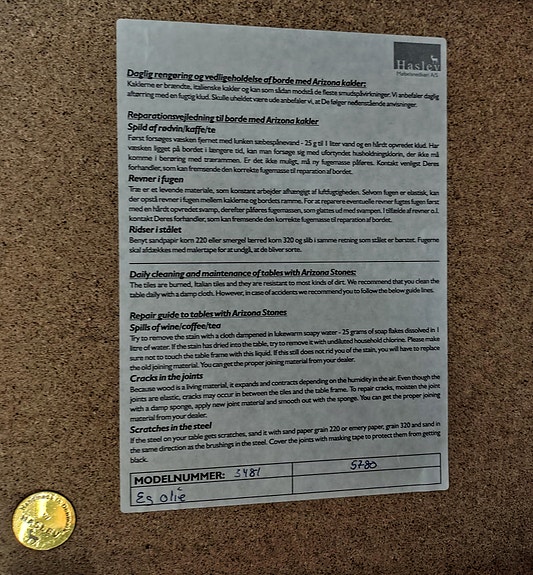 Haslev
Møbelsnedkeri A/S
Daglig rengøring og vedligeholdelse af borde med Arizona kakler:
Kaklerne er brændte, italienske kakler og kan som sådan modstå de fleste smudspåvirkninger. Vi anbefaler daglig
aftørring med en fugtig klud. Skulle uheldet være ude anbefaler vi, at De følger nedenstående anvisninger.
Reparationsvejledning til borde med Arizona kakler
Spild af rødvin/kaffe/te
Først forsøges væsken fjernet med lunken sæbespånevand - 25 g til 1 liter vand og en hårdt opvredet klud. Har
væsken ligget på bordet i længere tid, kan man forsøge sig med ufortyndet husholdningsklorin, der ikke må
komme i berøring med trærammen. Er det ikke muligt, må ny fugemasse påføres. Kontakt venligst Deres
forhandler, som kan fremsende den korrekte fugemasse til reparation af bordet.
Revner i fugen
Træ er et levende materiale, som konstant arbejder afhængigt af luftfugtigheden. Selvom fugen er elastisk, kan
der opstå revner i fugen mellem kaklerne og bordets ramme. For at reparere eventuelle revner fugtes fugen først
med en hårdt opvredet svamp, derefter påføres fugemassen, som glattes ud med svampen. I tilfælde af revner o.l.
kontakt Deres forhandler, som kan fremsende den korrekte fugemasse til reparation af bordet.
Ridser i stålet
Benyt sandpapir korn 220 eller smergel lærred korn 320 og slib i samme retning som stålet er børstet. Fugerne
skal afdækkes med malertape for at undgå, at de bliver sorte.
Daily cleaning and maintenance of tables with Arizona Stones:
The tiles are burned, Italian tiles and they are resistant to most kinds of dirt. We recommend that you clean the
table daily with a damp cloth. However, in case of accidents we recommend you to follow the below guide lines.
Repair guide to tables with Arizona Stones
Spills of wine/coffee/tea
Try to remove the stain with a cloth dampened in lukewarm soapy water - 25 grams of soap flakes dissolved in 1
litre of water. If the stain has dried into the table, try to remove it with undiluted household chlorine. Please make
sure not to touch the table frame with this liquid. If this still does not rid you of the stain, you will have to replace
the old joining material. You can get the proper joining material from your dealer.
Cracks in the joints
Because wood is a living material, it expands and contracts depending on the humidity in the air. Even though the
joints are elastic, cracks may occur in between the tiles and the table frame. To repair cracks, moisten the joint
with a damp sponge, apply new joint material and smooth out with the sponge. You can get the proper joining
material from your dealer.
Scratches in the steel
If the steel on your table gets scratches, sand it with sand paper grain 220 or emery paper, grain 320 and sand in
the same direction as the brushings in the steel. Cover the joints with masking tape to protect them from getting
black.
MODELNUMMER: 3481 5780
Eg olie
HASLEV